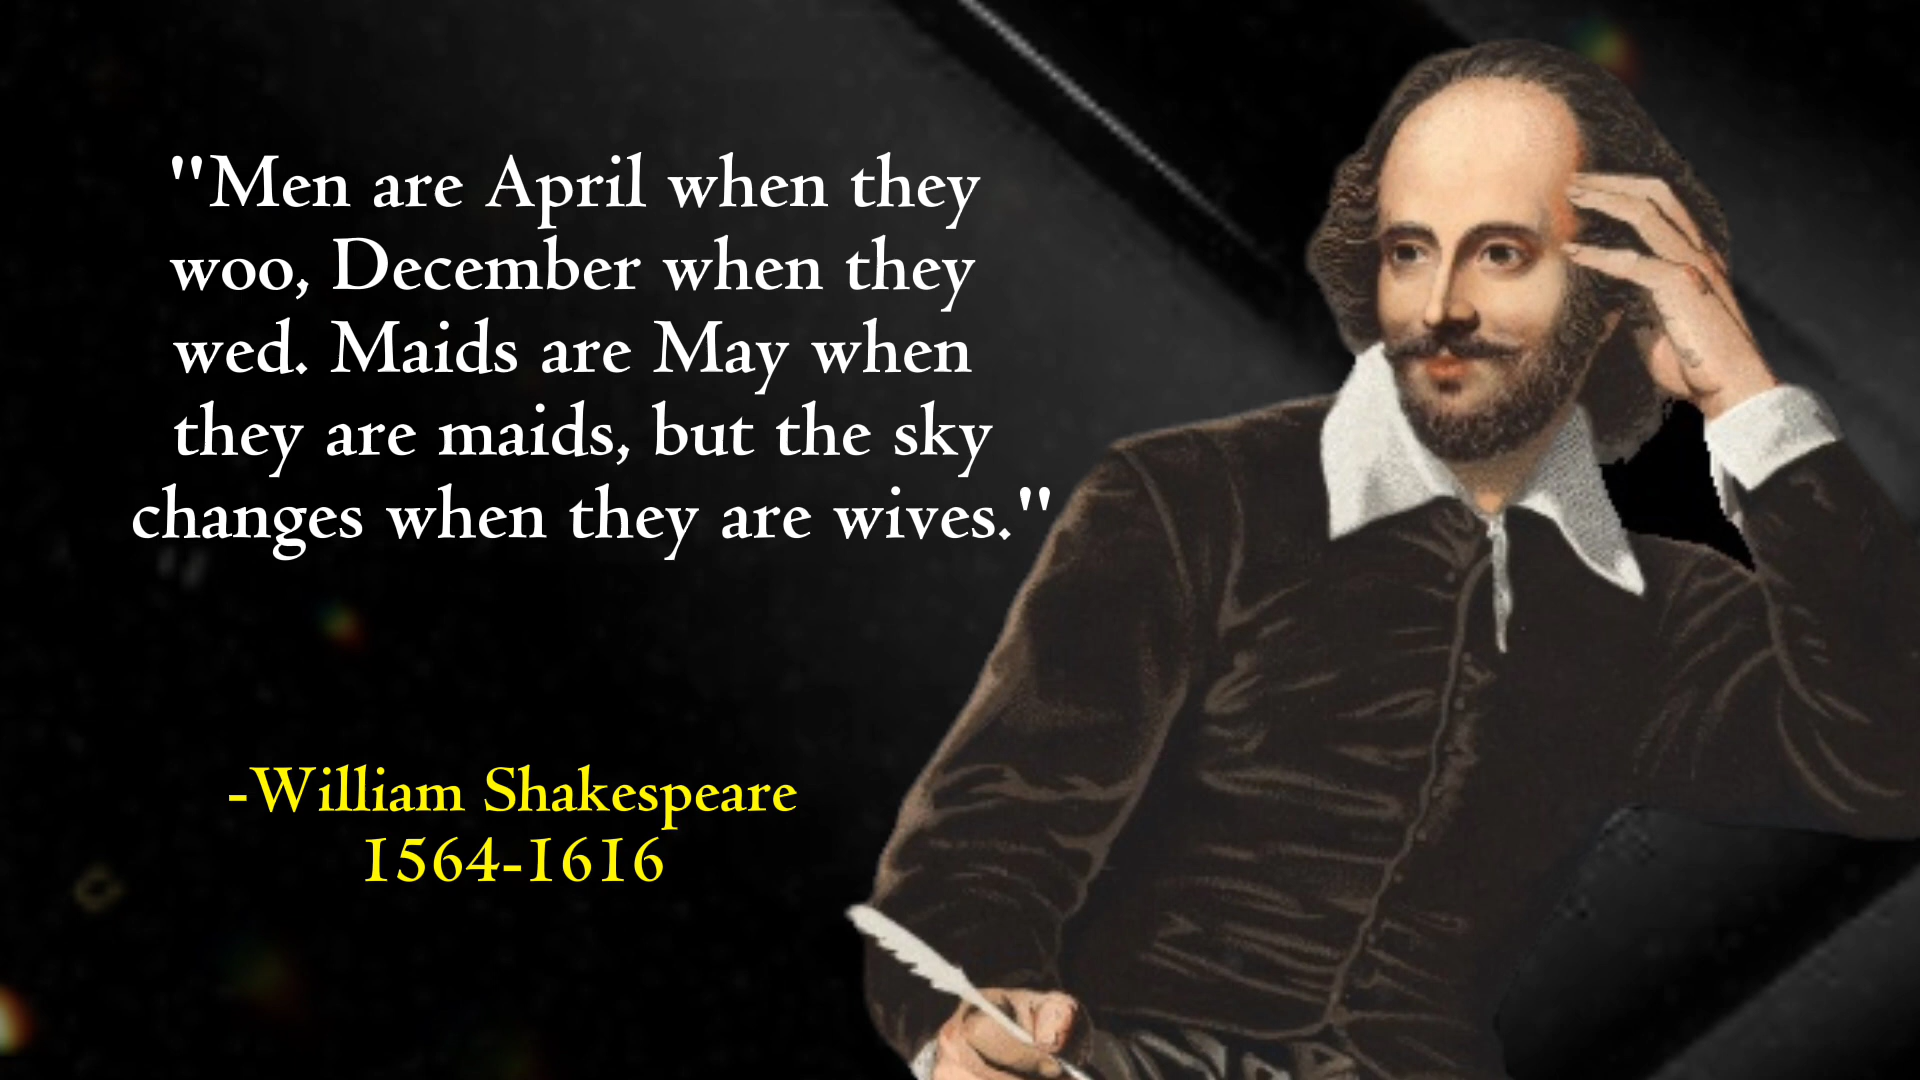 "Men are April when they
woo, December when they
wed. Maids are May when
they are maids, but the sky
changes when they are wives."
-William Shakespeare
1564-1616